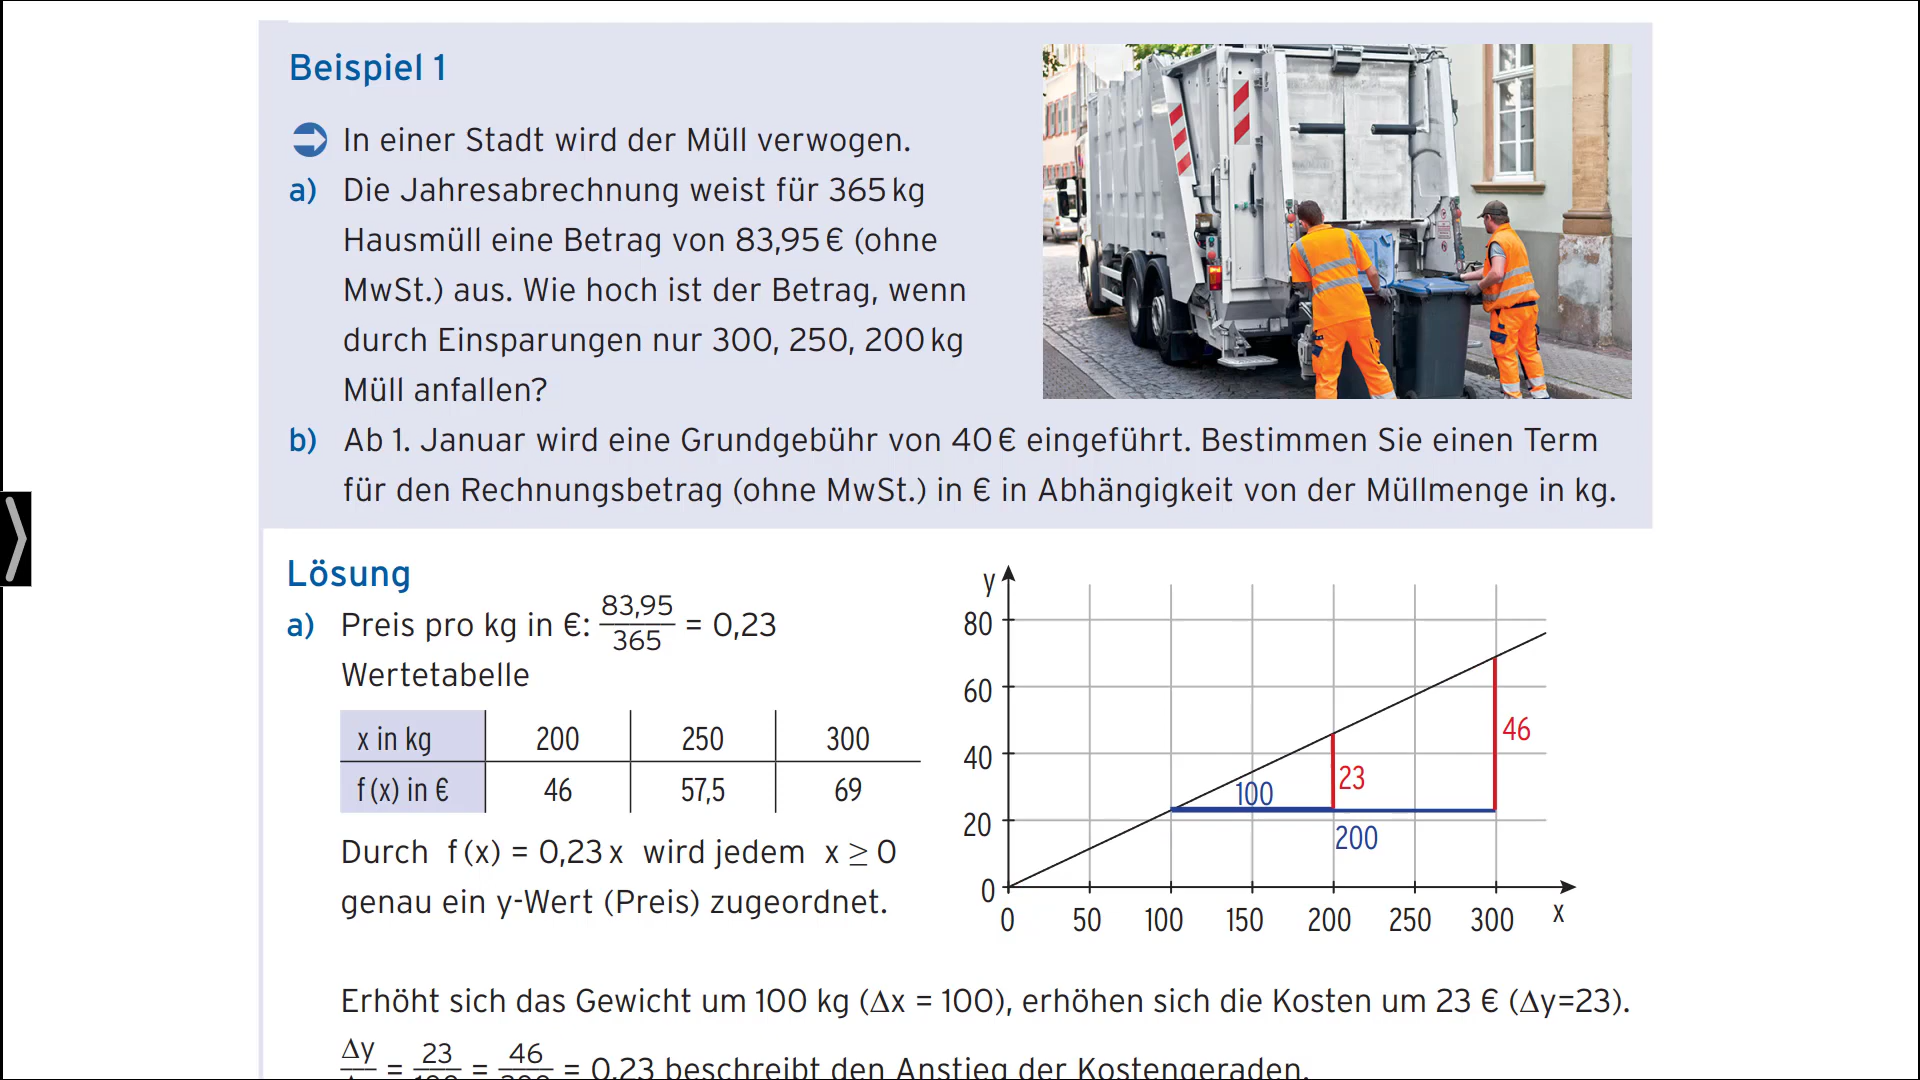 Beispiel 1
In einer Stadt wird der Müll verwogen.
a) Die Jahresabrechnung weist für 365 kg
Hausmüll eine Betrag von 83,95 € (ohne
MwSt.) aus. Wie hoch ist der Betrag, wenn
durch Einsparungen nur 300, 250, 200 kg
Müll anfallen?
b) Ab 1. Januar wird eine Grundgebühr von 40 € eingeführt. Bestimmen Sie einen Term
für den Rechnungsbetrag (ohne MwSt.) in € in Abhängigkeit von der Müllmenge in kg.
Lösung
a) Preis pro kg in €: 83,95/365 = 0,23
Wertetabelle
x in kg 200 250 300
f(x) in € 46 57,5 69
Durch f(x) = 0,23 x wird jedem x ≥ 0
genau ein y-Wert (Preis) zugeordnet.
y
80
60
40
20
0
0 50 100 150 200 250 300 x
100
23
200
46
Erhöht sich das Gewicht um 100 kg (Δx = 100), erhöhen sich die Kosten um 23 € (Δy=23).
Δy = 23 = 46 = 0,23 beschreibt den Anstieg der Kostengeraden.